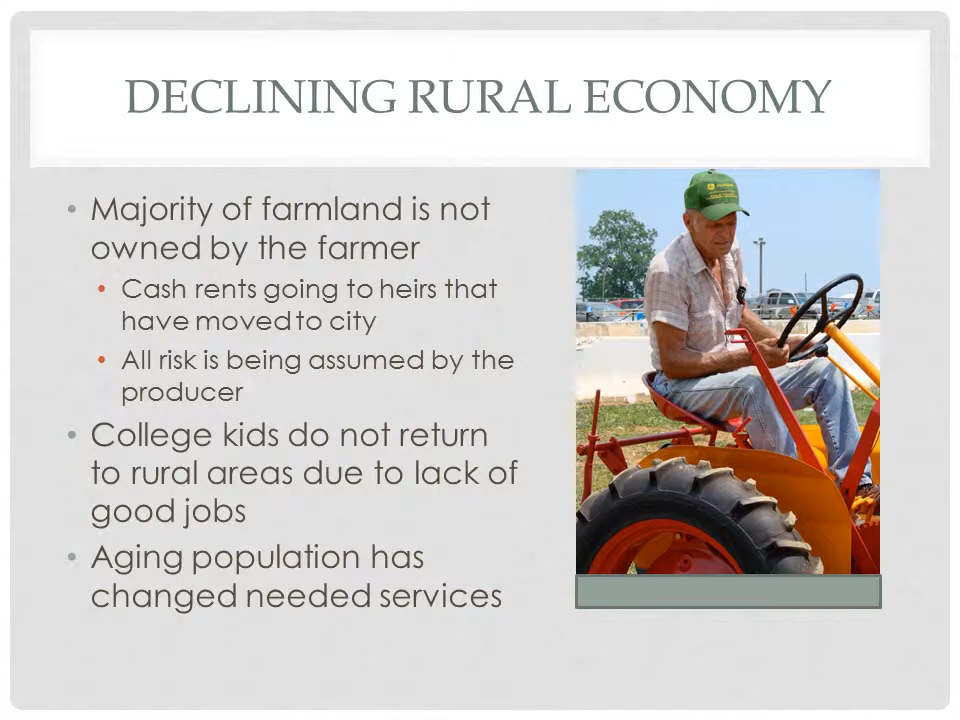 DECLINING RURAL ECONOMY
• Majority of farmland is not
owned by the farmer
• Cash rents going to heirs that
have moved to city
• All risk is being assumed by the
producer
• College kids do not return
to rural areas due to lack of
good jobs
• Aging population has
changed needed services